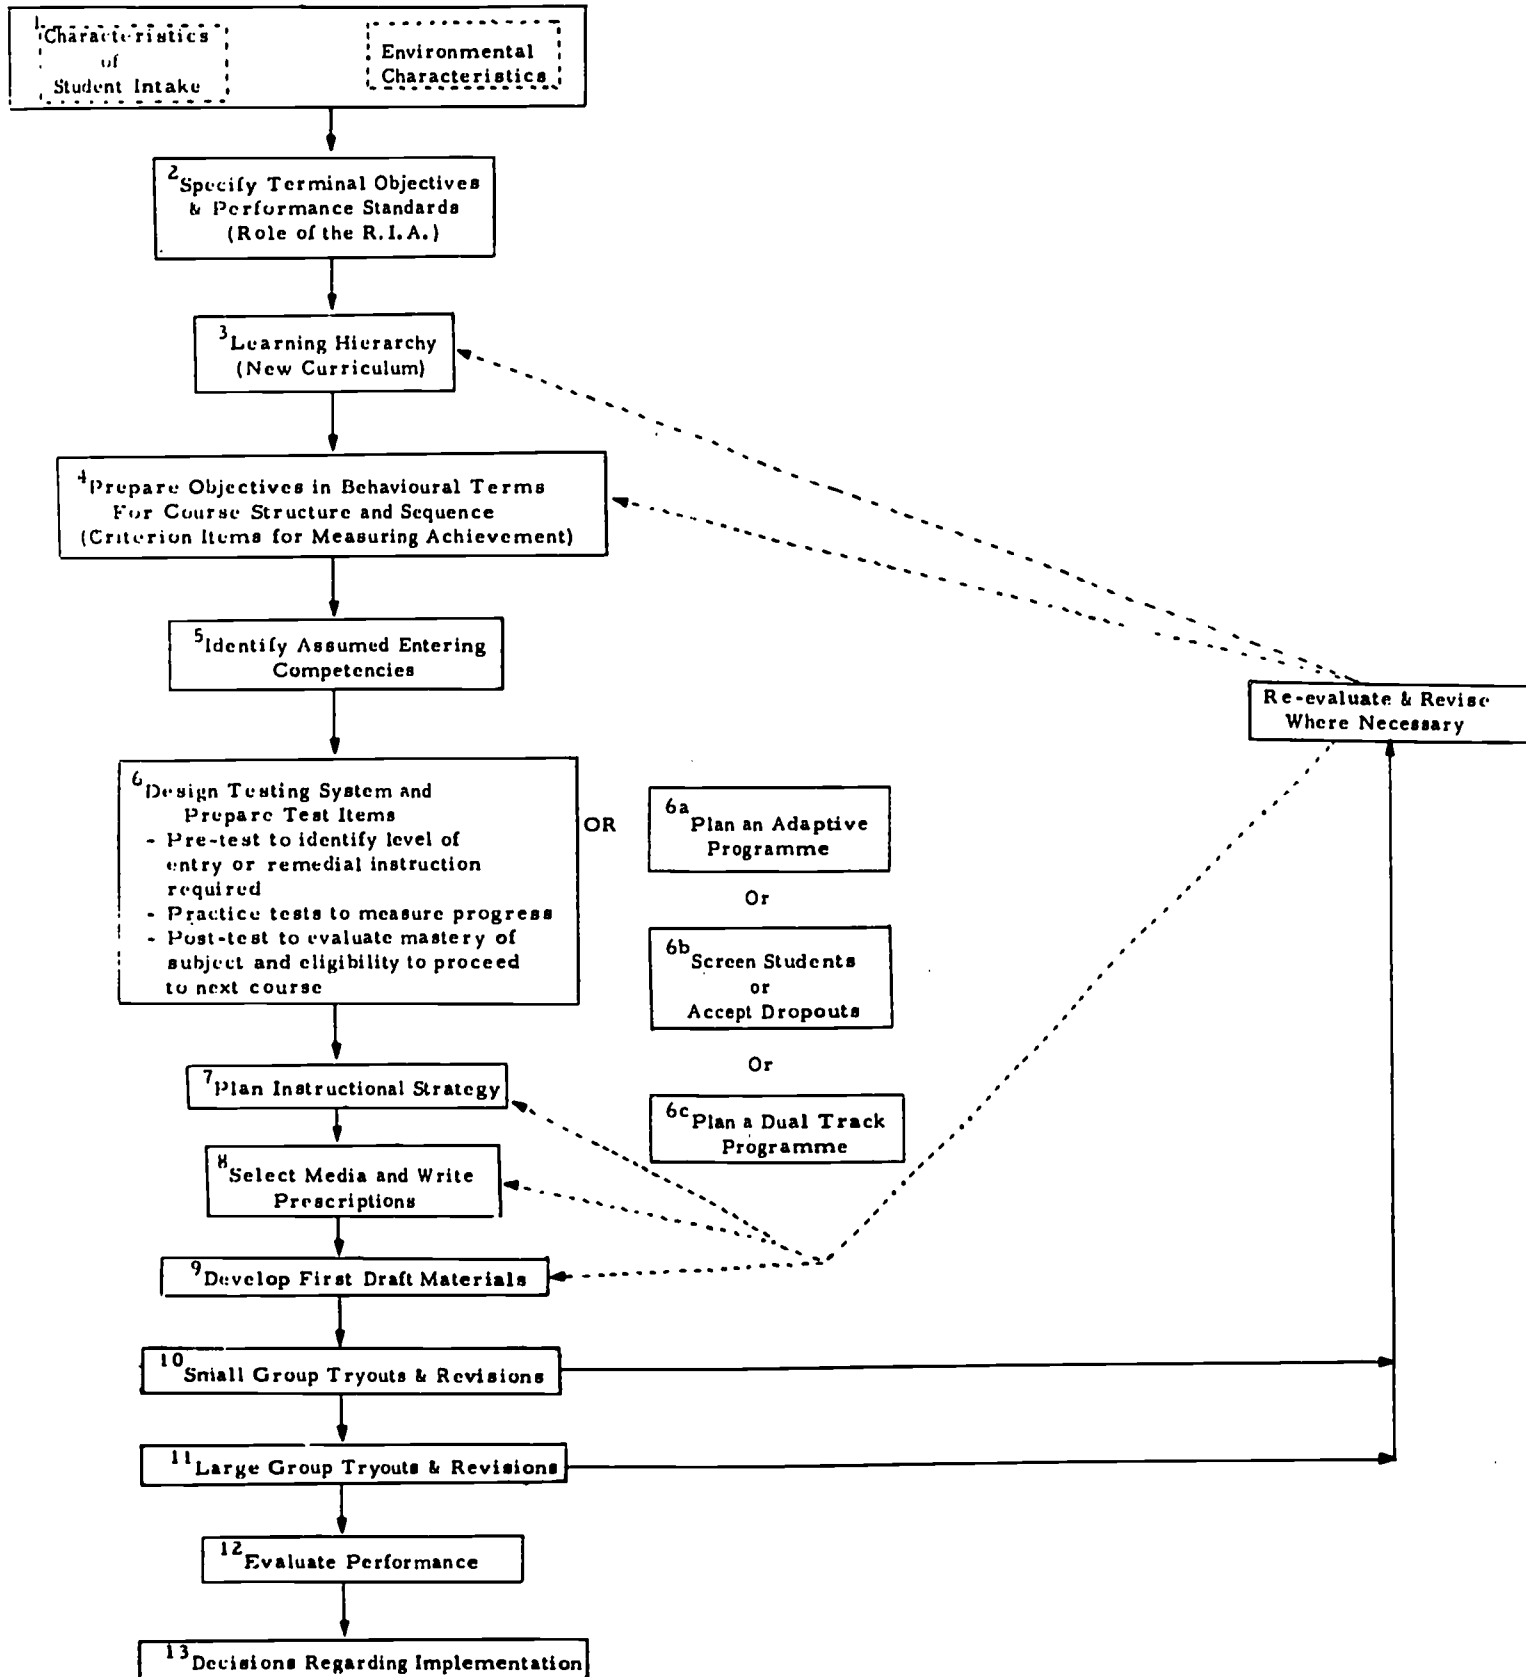 1
Characteristics
of
Student Intake
Environmental
Characteristics
2 Specify Terminal Objectives
& Performance Standards
(Role of the R.I.A.)
3 Learning Hierarchy
(New Curriculum)
4 Prepare Objectives in Behavioural Terms
For Course Structure and Sequence
(Criterion Items for Measuring Achievement)
5 Identify Assumed Entering
Competencies
Re-evaluate & Revise
Where Necessary
6 Design Testing System and
Prepare Test Items
- Pre-test to identify level of
entry or remedial instruction
required
- Practice tests to measure progress
- Post-test to evaluate mastery of
subject and eligibility to proceed
to next course
OR
6a Plan an Adaptive
Programme
Or
6b Screen Students
or
Accept Dropouts
Or
6c Plan a Dual Track
Programme
7 Plan Instructional Strategy
8 Select Media and Write
Prescriptions
9 Develop First Draft Materials
10 Small Group Tryouts & Revisions
11 Large Group Tryouts & Revisions
12 Evaluate Performance
13 Decisions Regarding Implementation